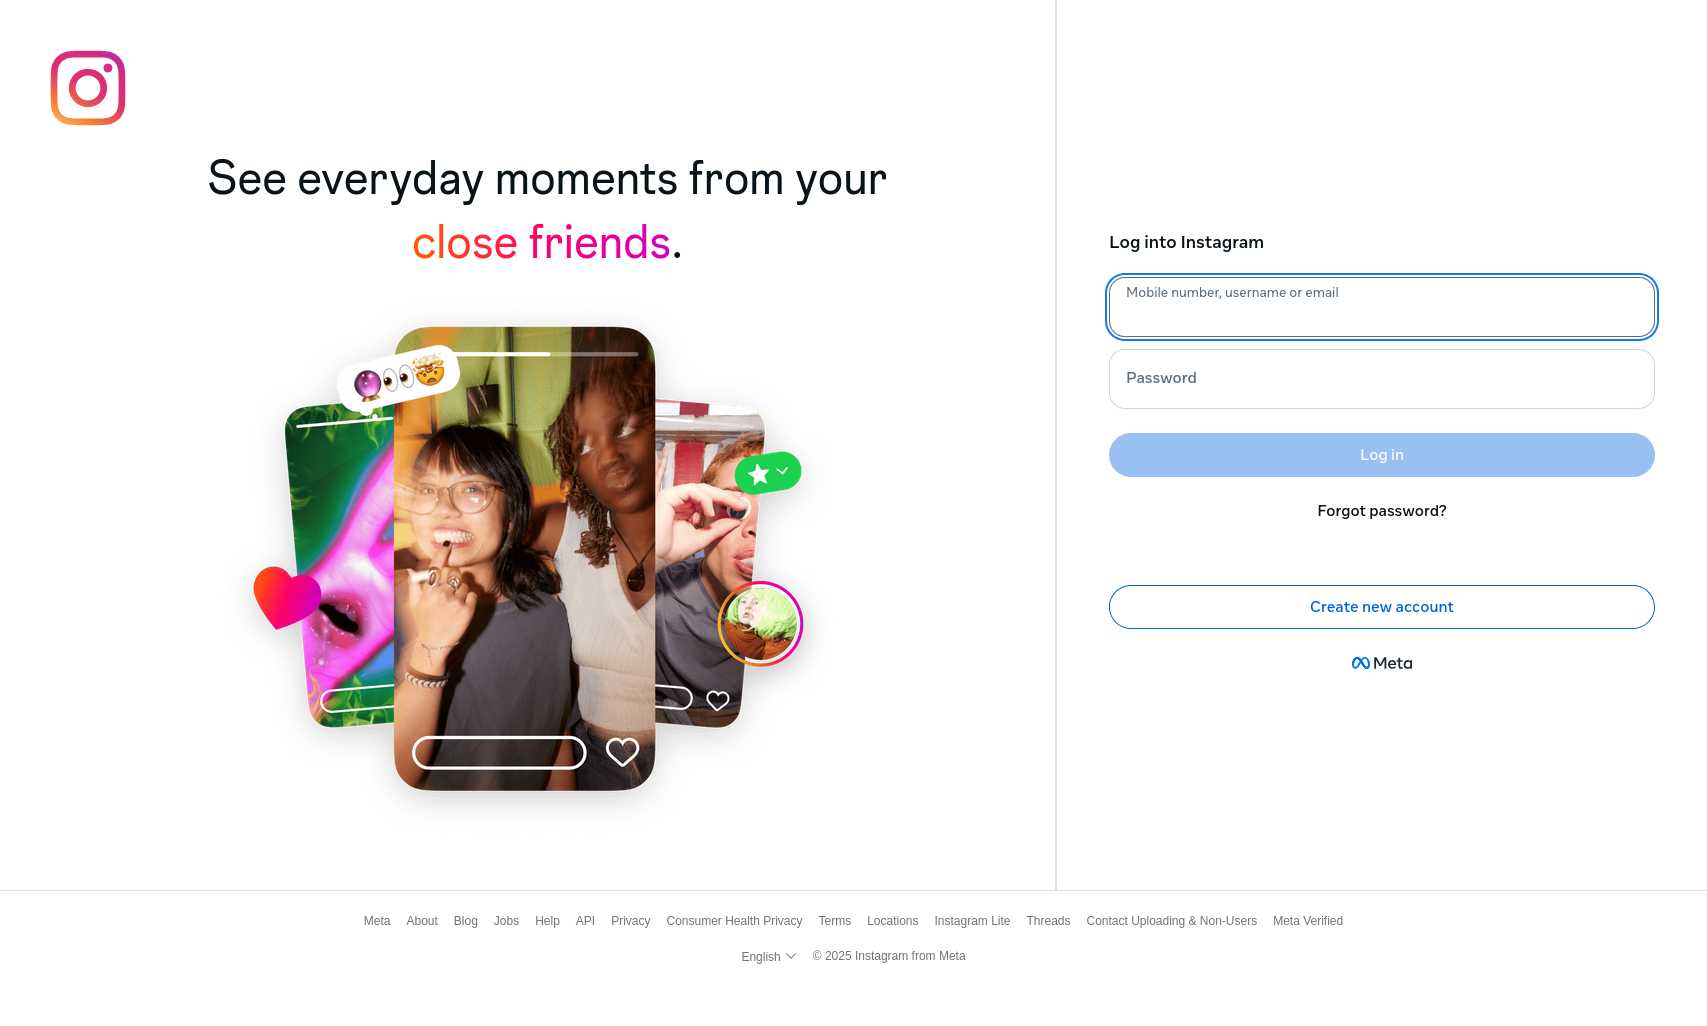 See everyday moments from your
close friends.
Log into Instagram
Mobile number, username or email
Password
Log in
Forgot password?
Create new account
Meta
Meta About Blog Jobs Help API Privacy Consumer Health Privacy Terms Locations Instagram Lite Threads Contact Uploading & Non-Users Meta Verified
English © 2025 Instagram from Meta